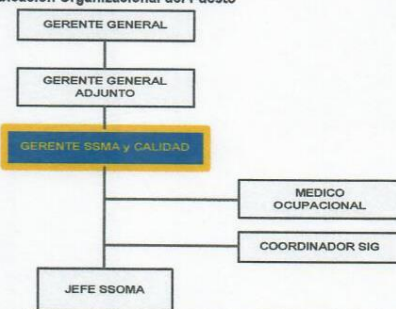 GERENTE GENERAL
GERENTE GENERAL
ADJUNTO
GERENTE SSMA y CALIDAD
MEDICO
OCUPACIONAL
COORDINADOR SIG
JEFE SSOMA